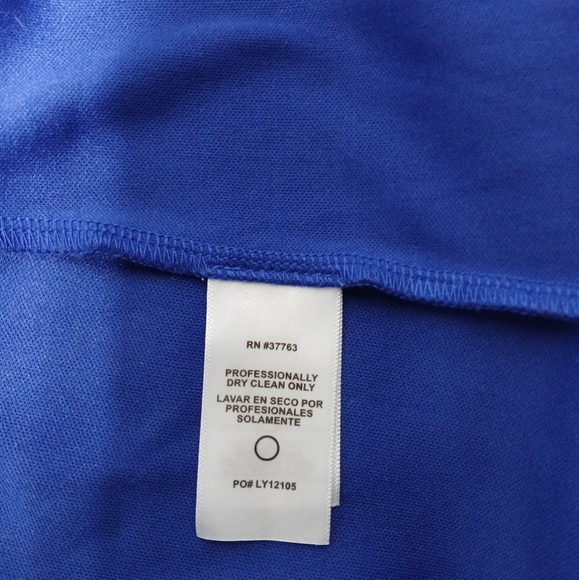 RN #37763
PROFESSIONALLY
DRY CLEAN ONLY
LAVAR EN SECO POR
PROFESIONALES
SOLAMENTE
PO# LY12105